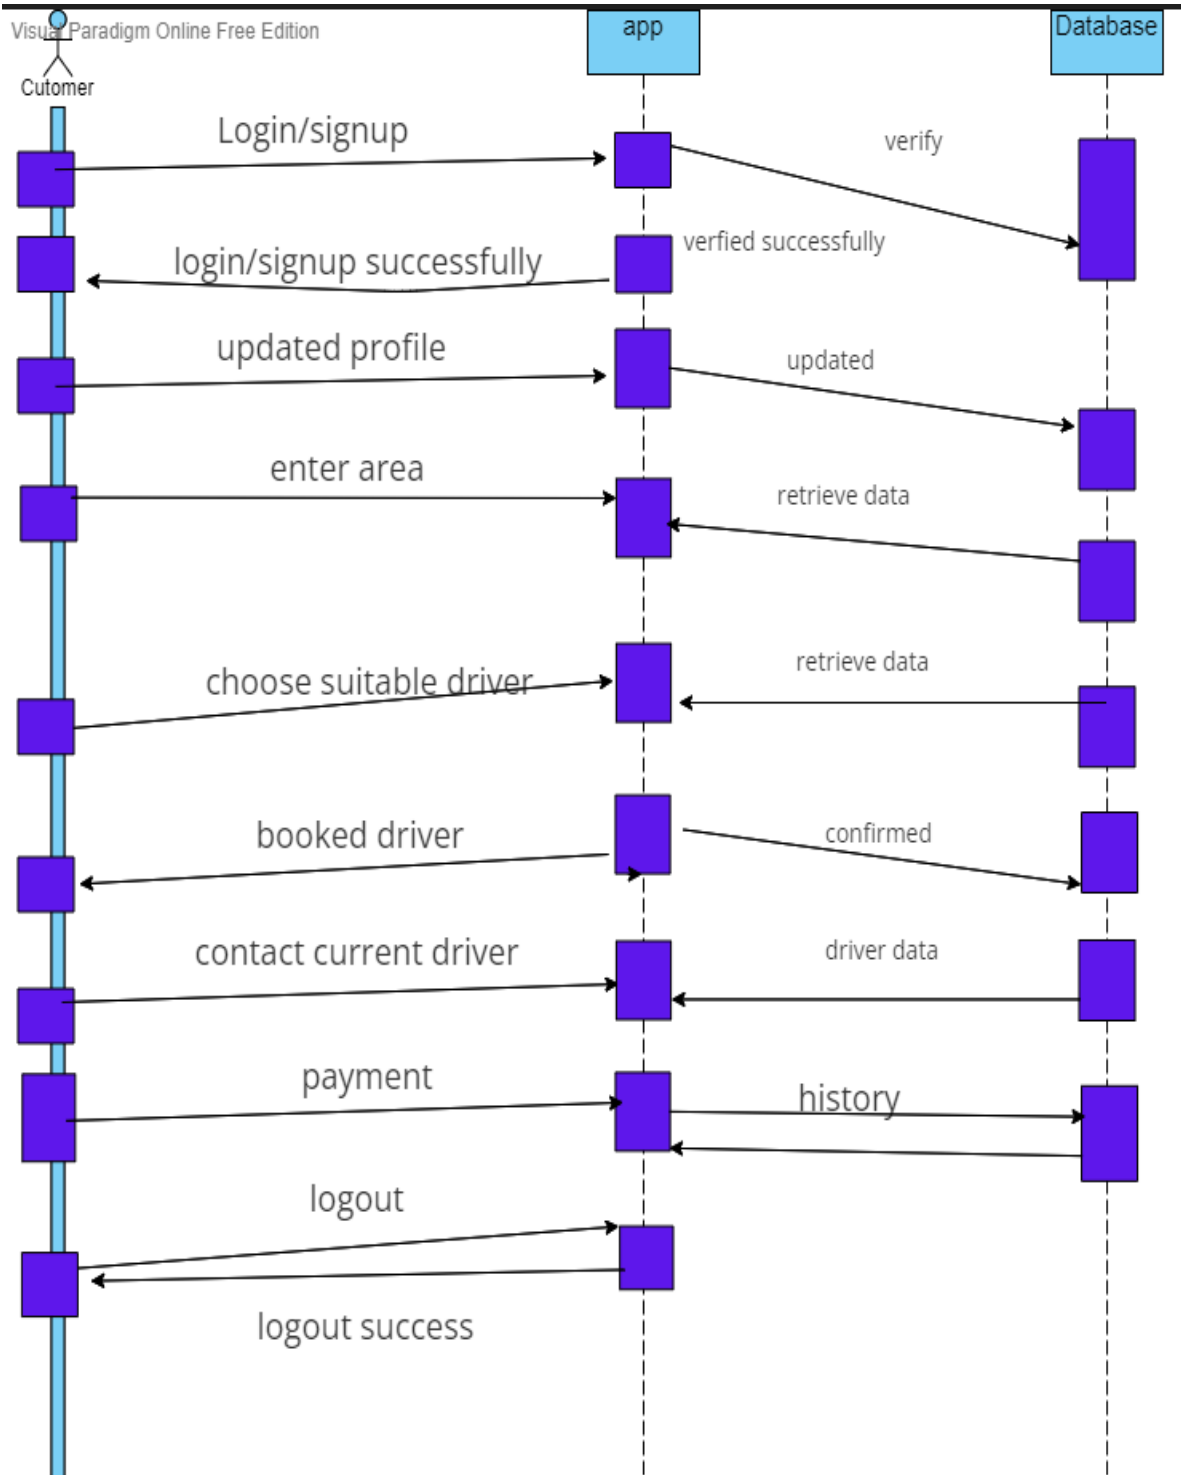 Visual Paradigm Online Free Edition
app
Database
Cutomer
Login/signup
verify
verfied successfully
login/signup successfully
updated profile
updated
enter area
retrieve data
retrieve data
choose suitable driver
booked driver
confirmed
contact current driver
driver data
payment
history
logout
logout success